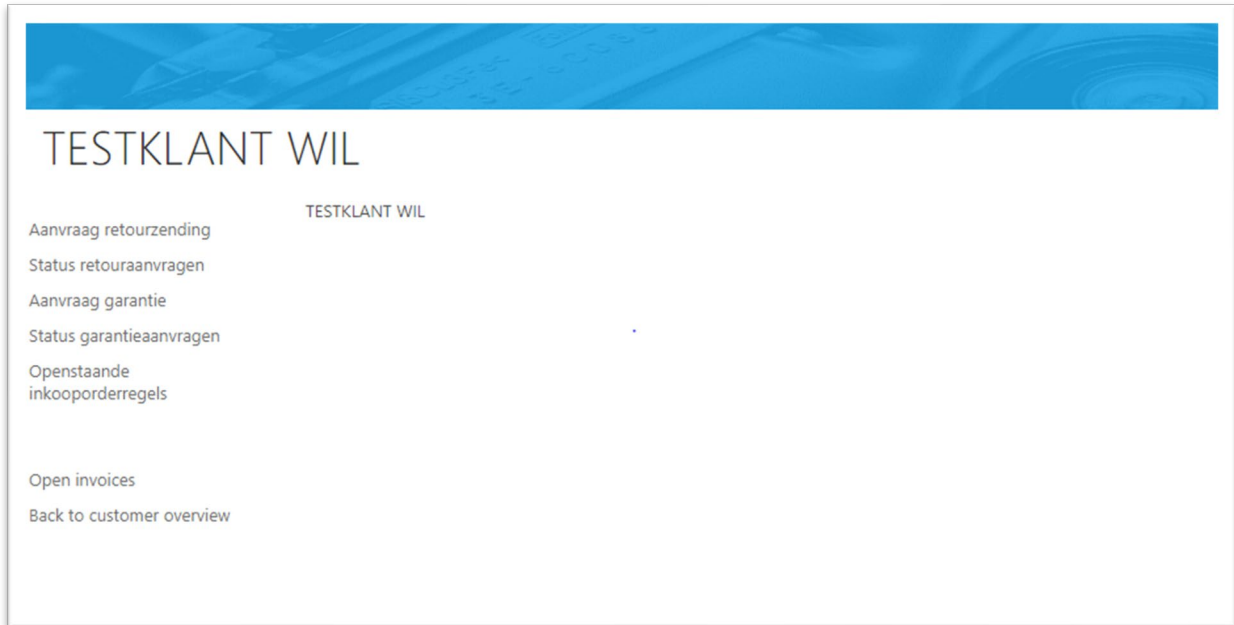 TESTKLANT WIL
TESTKLANT WIL
Aanvraag retourzending
Status retouraanvragen
Aanvraag garantie
Status garantieaanvragen
Openstaande
inkooporderregels
Open invoices
Back to customer overview